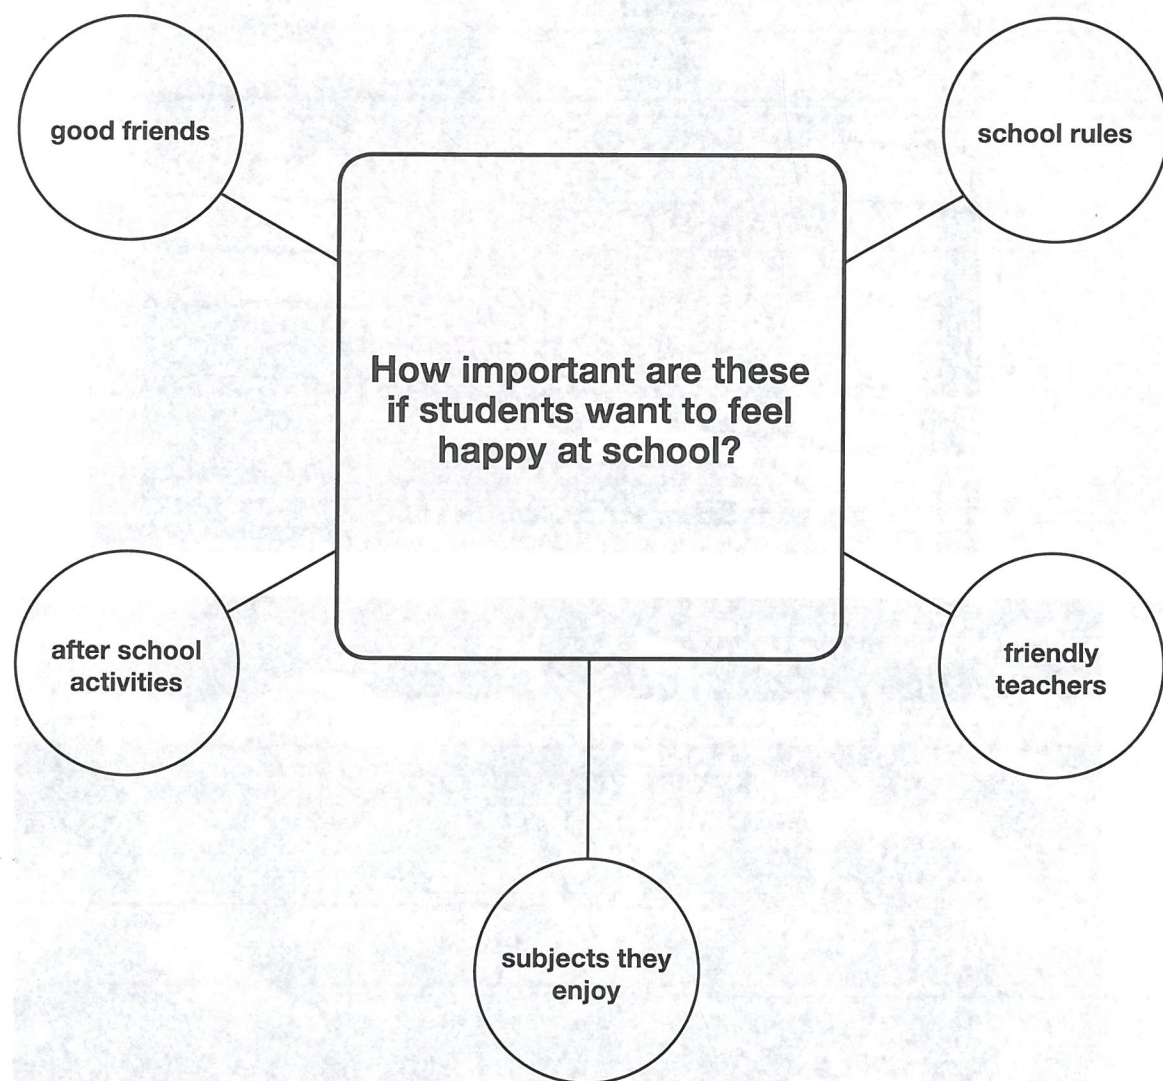 good friends
school rules
How important are these
if students want to feel
happy at school?
after school
activities
friendly
teachers
subjects they
enjoy